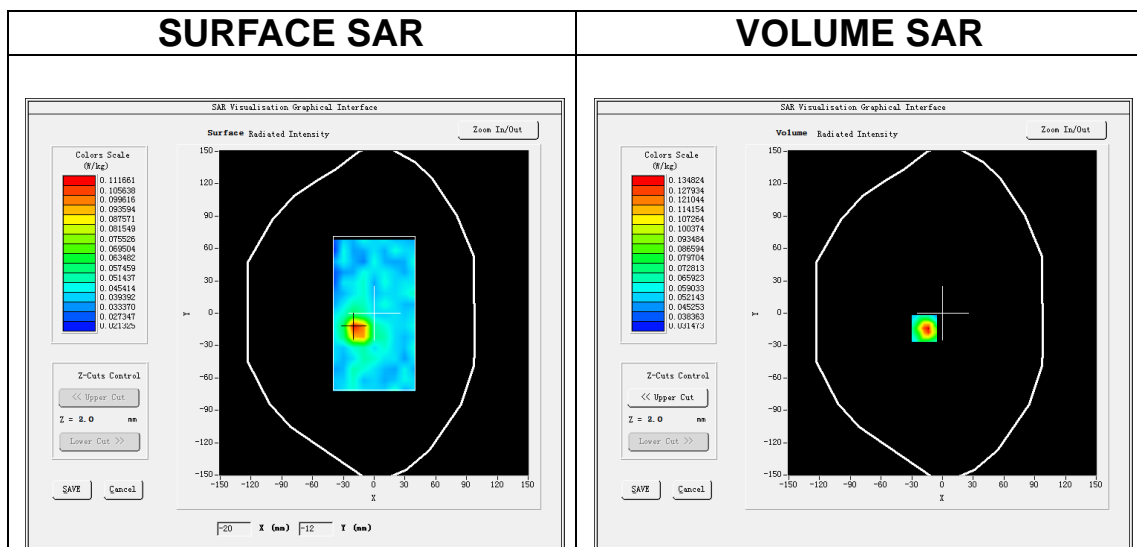 SURFACE SAR
VOLUME SAR
SAR Visualisation Graphical Interface
Surface Radiated Intensity
Zoom In/Out
Colors Scale
(W/kg)
0.111661
0.105638
0.099616
0.093594
0.087571
0.081549
0.075526
0.069504
0.063482
0.057459
0.051437
0.045414
0.039392
0.033370
0.027347
0.021325
150
120
90
60
30
0
-30
-60
-90
-120
-150
Y
-150 -120 -90 -60 -30 0 30 60 90 120 150
X
Z-Cuts Control
<< Upper Cut
Z = 2.0 mm
Lower Cut >>
SAVE Cancel
-20 X (mm) -12 Y (mm)
SAR Visualisation Graphical Interface
Volume Radiated Intensity
Zoom In/Out
Colors Scale
(W/kg)
0.134824
0.127934
0.121044
0.114154
0.107264
0.100374
0.093484
0.086594
0.079704
0.072813
0.065923
0.059033
0.052143
0.045253
0.038363
0.031473
150
120
90
60
30
0
-30
-60
-90
-120
-150
Y
-150 -120 -90 -60 -30 0 30 60 90 120 150
X
Z-Cuts Control
<< Upper Cut
Z = 2.0 mm
Lower Cut >>
SAVE Cancel